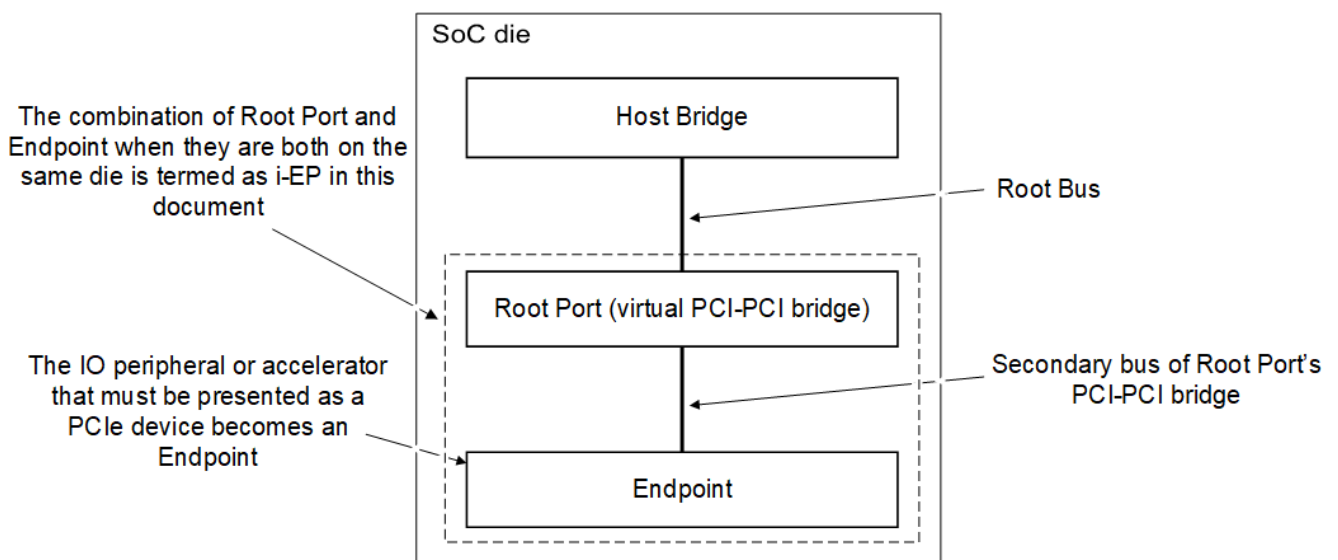 SoC die
Host Bridge
The combination of Root Port and
Endpoint when they are both on the
same die is termed as i-EP in this
document
Root Bus
Root Port (virtual PCI-PCI bridge)
The IO peripheral or accelerator
that must be presented as a
PCIe device becomes an
Endpoint
Secondary bus of Root Port's
PCI-PCI bridge
Endpoint